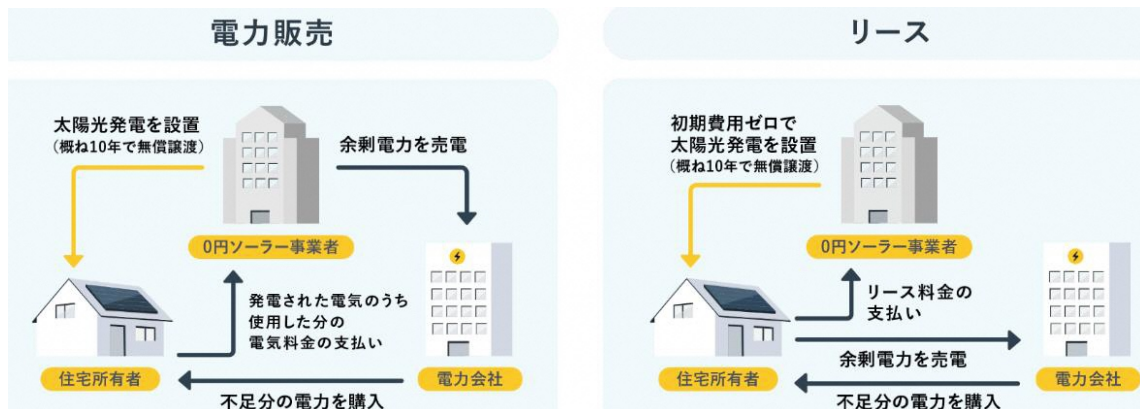 電力販売
太陽光発電を設置
（概ね10年で無償譲渡）
余剰電力を売電
0円ソーラー事業者
発電された電気のうち
使用した分の
電気料金の支払い
住宅所有者
電力会社
不足分の電力を購入
リース
初期費用ゼロで
太陽光発電を設置
（概ね10年で無償譲渡）
0円ソーラー事業者
リース料金の
支払い
余剰電力を売電
住宅所有者
電力会社
不足分の電力を購入